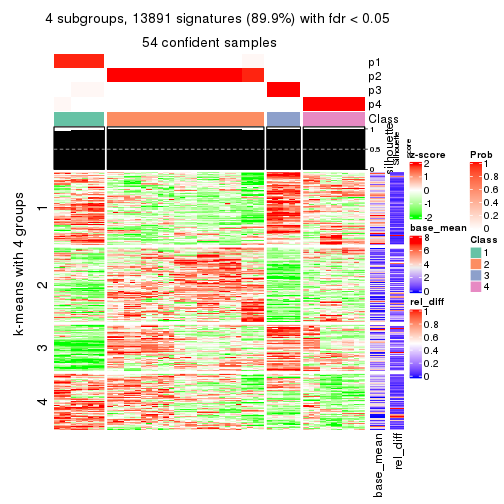 4 subgroups, 13891 signatures (89.9%) with fdr < 0.05
54 confident samples
p1
p2
p3
p4
Class
1
0.5
0
silhouette
Silhouette
score
k-means with 4 groups
1
2
3
4
base_mean
rel_diff
z-score
2
1
0
-1
-2
base_mean
8
6
4
2
0
rel_diff
1
0.8
0.6
0.4
0.2
0
Prob
1
0.8
0.6
0.4
0.2
0
Class
1
2
3
4